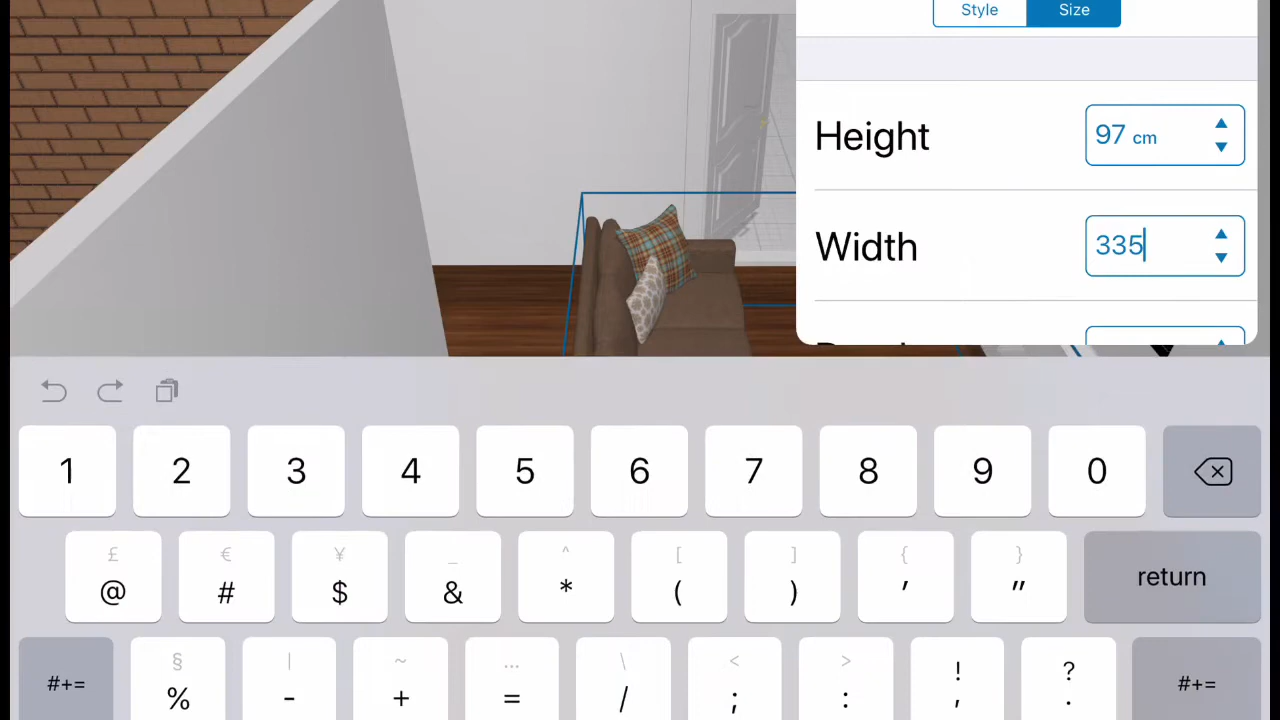 Style Size
Height 97 cm
Width 335
1 2 3 4 5 6 7 8 9 0
£ € ¥ _ ^ [ ] { }
@ # $ & * ( ) ' " return
§ | ~ … \ < > ! ?
#+= % - + = / ; : , . #+=